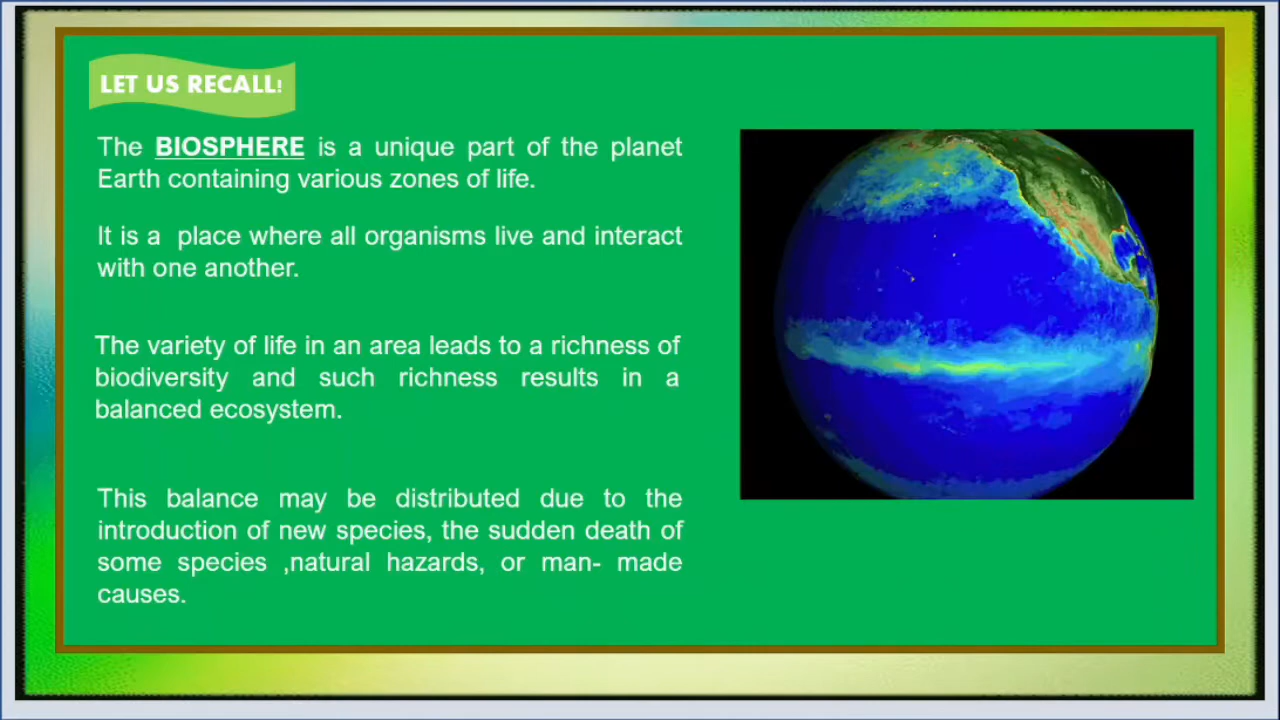 LET US RECALL!
The BIOSPHERE is a unique part of the planet
Earth containing various zones of life.
It is a place where all organisms live and interact
with one another.
The variety of life in an area leads to a richness of
biodiversity and such richness results in a
balanced ecosystem.
This balance may be distributed due to the
introduction of new species, the sudden death of
some species ,natural hazards, or man- made
causes.